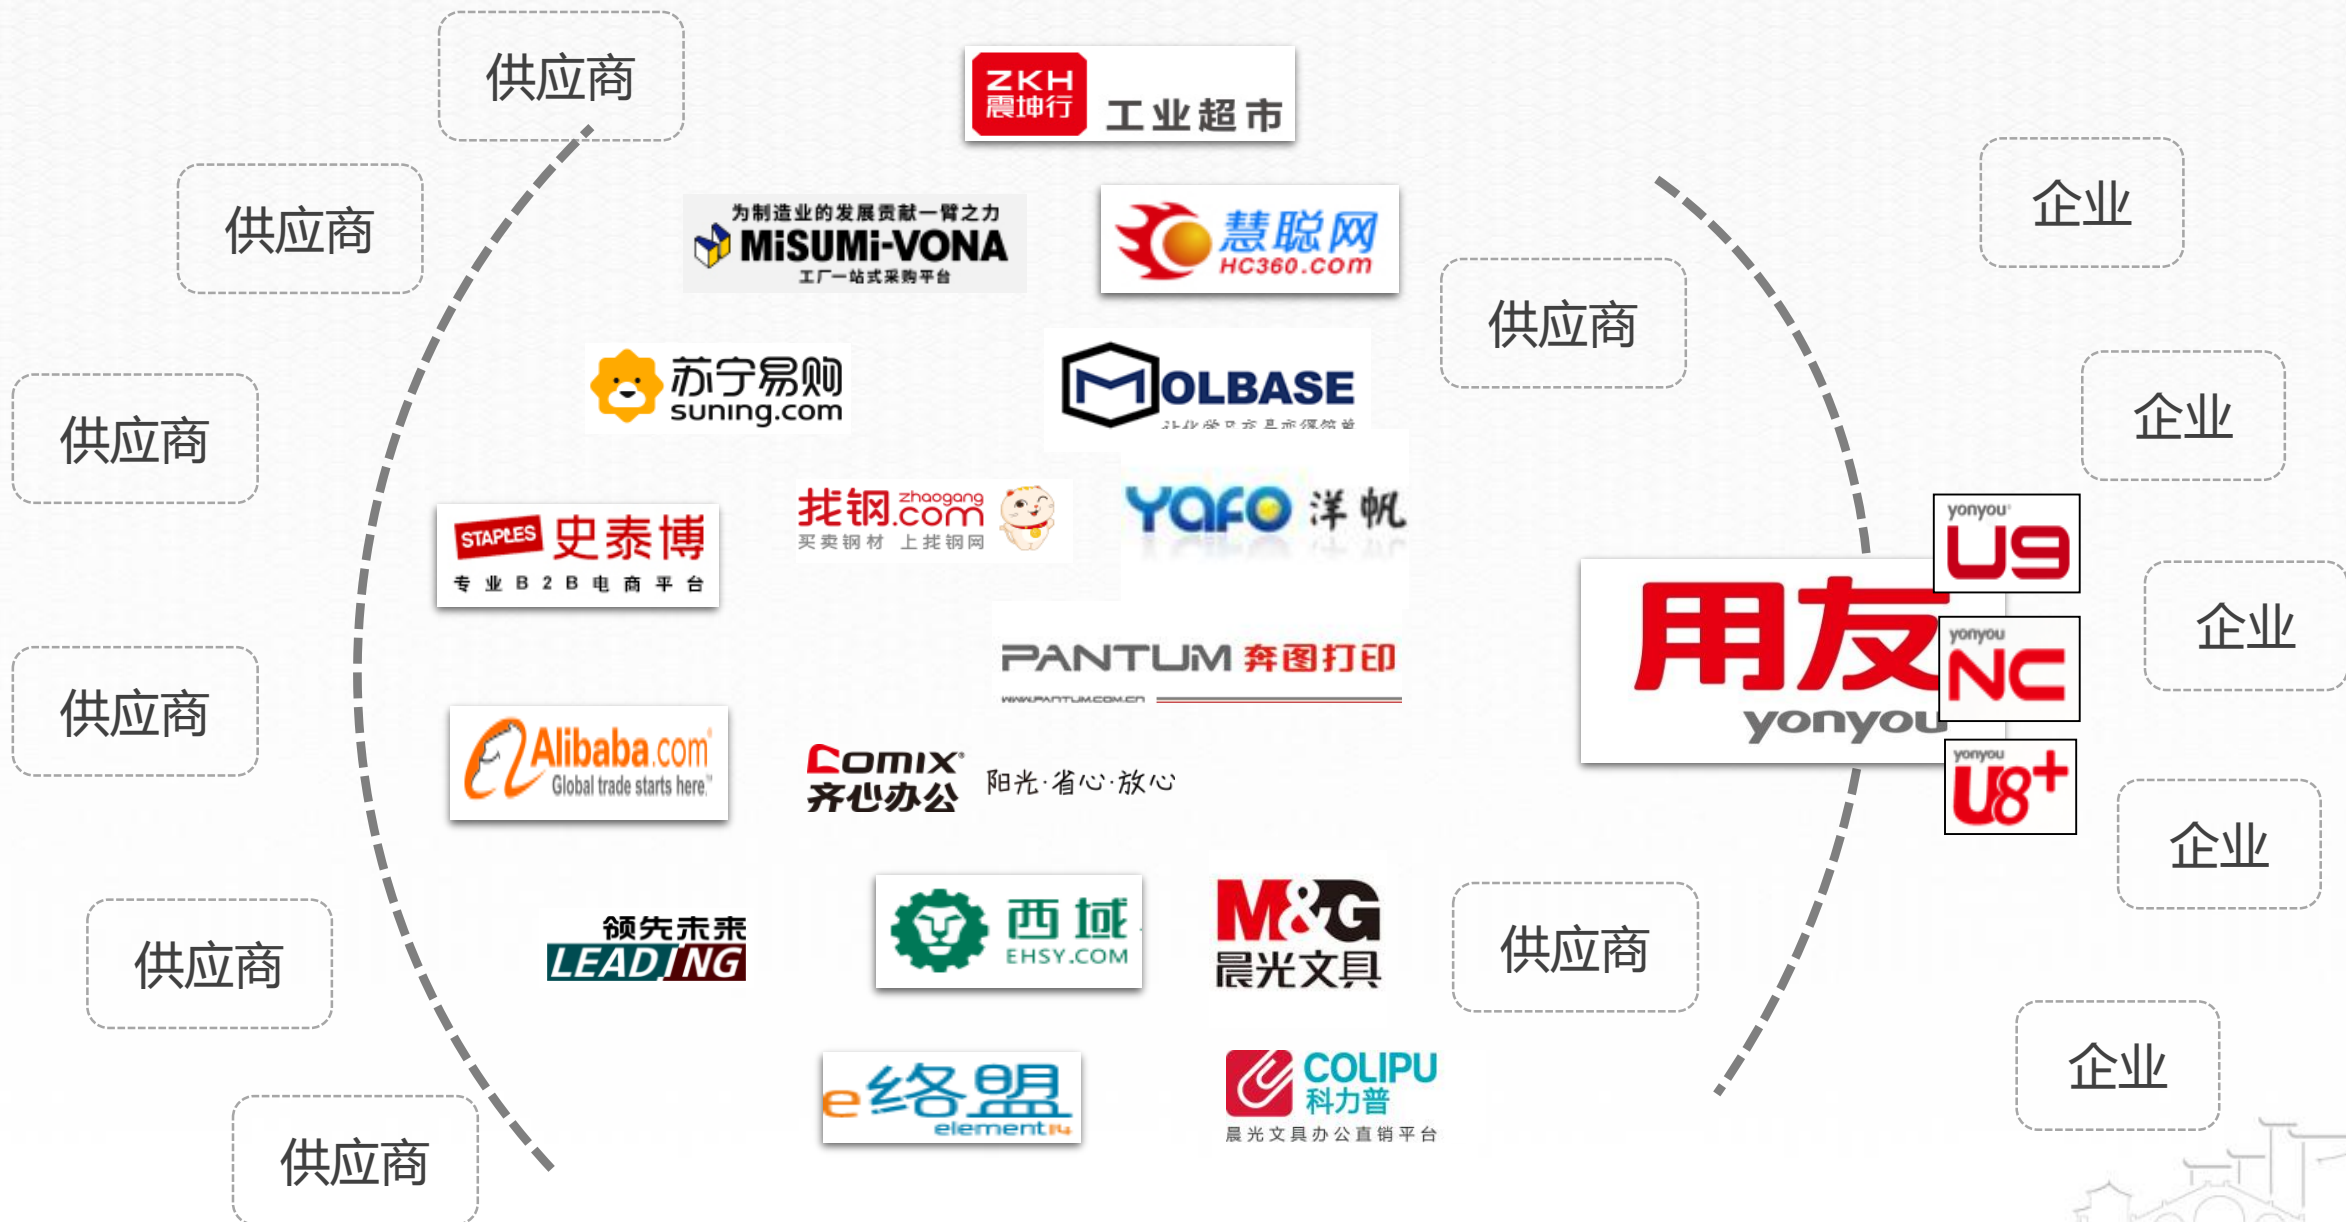 供应商
ZKH
震坤行
工业超市
供应商
企业
为制造业的发展贡献一臂之力
MiSUMi-VONA
工厂一站式采购平台
慧聪网
HC360.com
供应商
苏宁易购
suning.com
MOLBASE
供应商
企业
STAPLES 史泰博
专业B2B电商平台
找钢.com
zhaogang
买卖钢材 上找钢网
YAFO 洋帆
yonyou
U9
用友
yonyou
企业
PANTUM 奔图打印
WWW.PANTUM.COM.CN
yonyou
NC
供应商
Alibaba.com
Global trade starts here.
COMIX
齐心办公
阳光·省心·放心
yonyou
U8+
企业
供应商
领先未来
LEADING
西域
EHSY.COM
M&G
晨光文具
供应商
企业
e络盟
element14
COLIPU
科力普
晨光文具办公直销平台
供应商